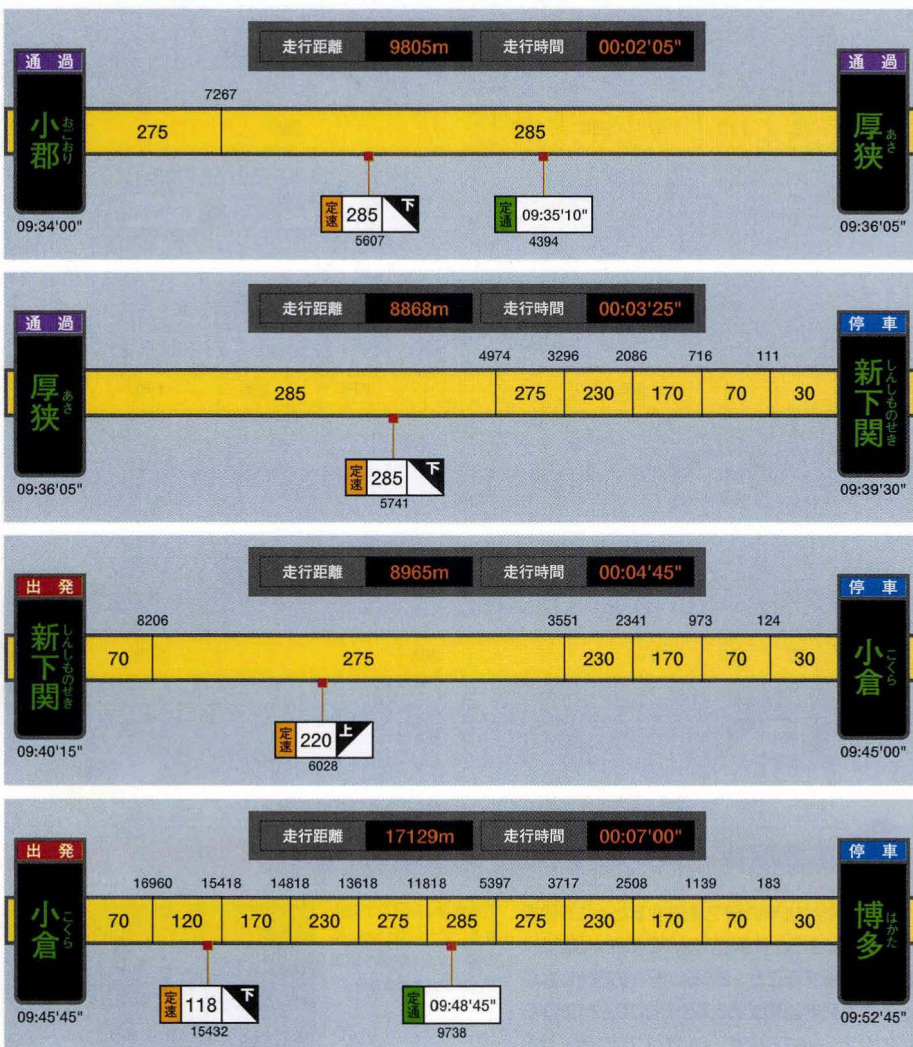 走行距離 9805m 走行時間 00:02'05"
通過
通過
7267
小郡 おごおり
275
285
厚狭 あさ
定速 285 下
定通 09:35'10"
5607
4394
09:34'00"
09:36'05"
走行距離 8868m 走行時間 00:03'25"
通過
停車
4974 3296 2086 716 111
厚狭 あさ
285 275 230 170 70 30
新下関 しんしものせき
定速 285 下
5741
09:36'05"
09:39'30"
走行距離 8965m 走行時間 00:04'45"
出発
停車
8206 3551 2341 973 124
新下関 しんしものせき
70 275 230 170 70 30
小倉 こくら
定速 220 上
6028
09:40'15"
09:45'00"
走行距離 17129m 走行時間 00:07'00"
出発
停車
16960 15418 14818 13618 11818 5397 3717 2508 1139 183
小倉 こくら
70 120 170 230 275 285 275 230 170 70 30
博多 はかた
定速 118 下
定通 09:48'45"
15432
9738
09:45'45"
09:52'45"